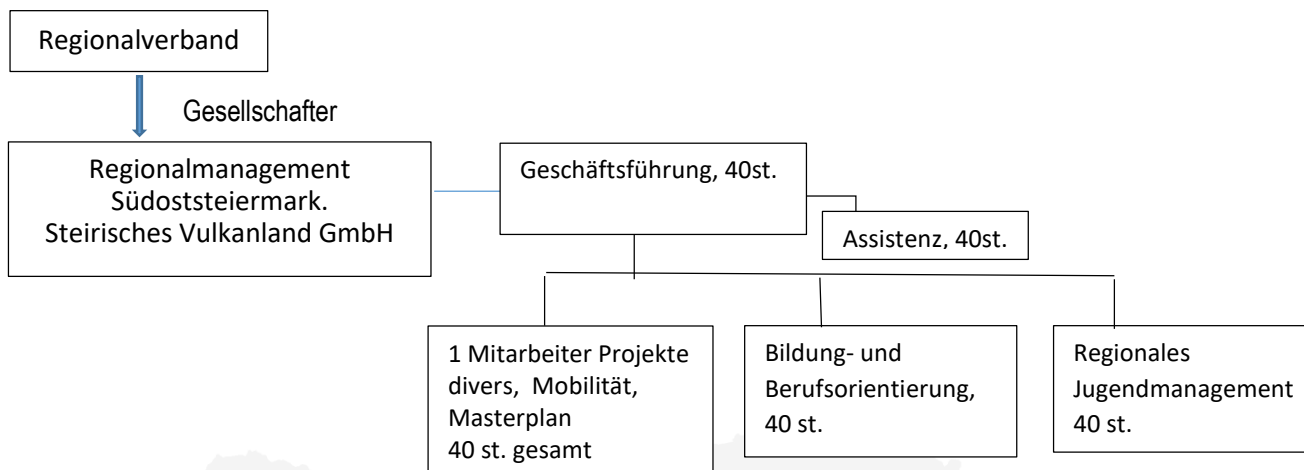 Regionalverband
Gesellschafter
Regionalmanagement
Südoststeiermark.
Steirisches Vulkanland GmbH
Geschäftsführung, 40st.
Assistenz, 40st.
1 Mitarbeiter Projekte
divers, Mobilität,
Masterplan
40 st. gesamt
Bildung- und
Berufsorientierung,
40 st.
Regionales
Jugendmanagement
40 st.